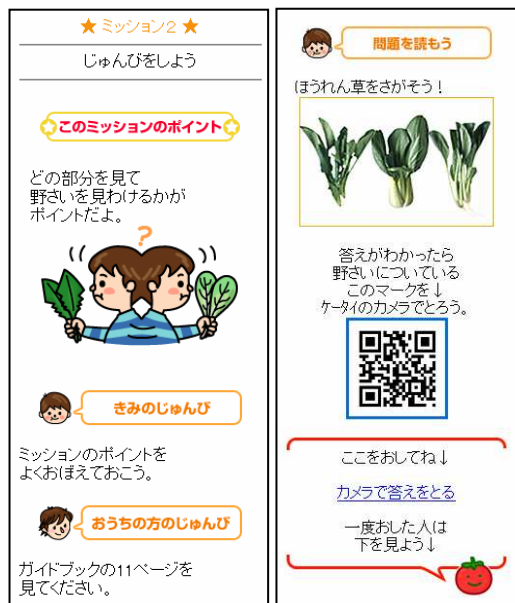 ★ ミッション2 ★
じゅんびをしよう
このミッションのポイント
どの部分を見て
野さいを見わけるかが
ポイントだよ。
?
きみのじゅんび
ミッションのポイントを
よくおぼえておこう。
おうちの方のじゅんび
ガイドブックの11ページを
見てください。
問題を読もう
ほうれん草をさがそう!
答えがわかったら
野さいについている
このマークを↓
ケータイのカメラでとろう。
ここをおしてね↓
カメラで答えをとる
一度おした人は
下を見よう↓